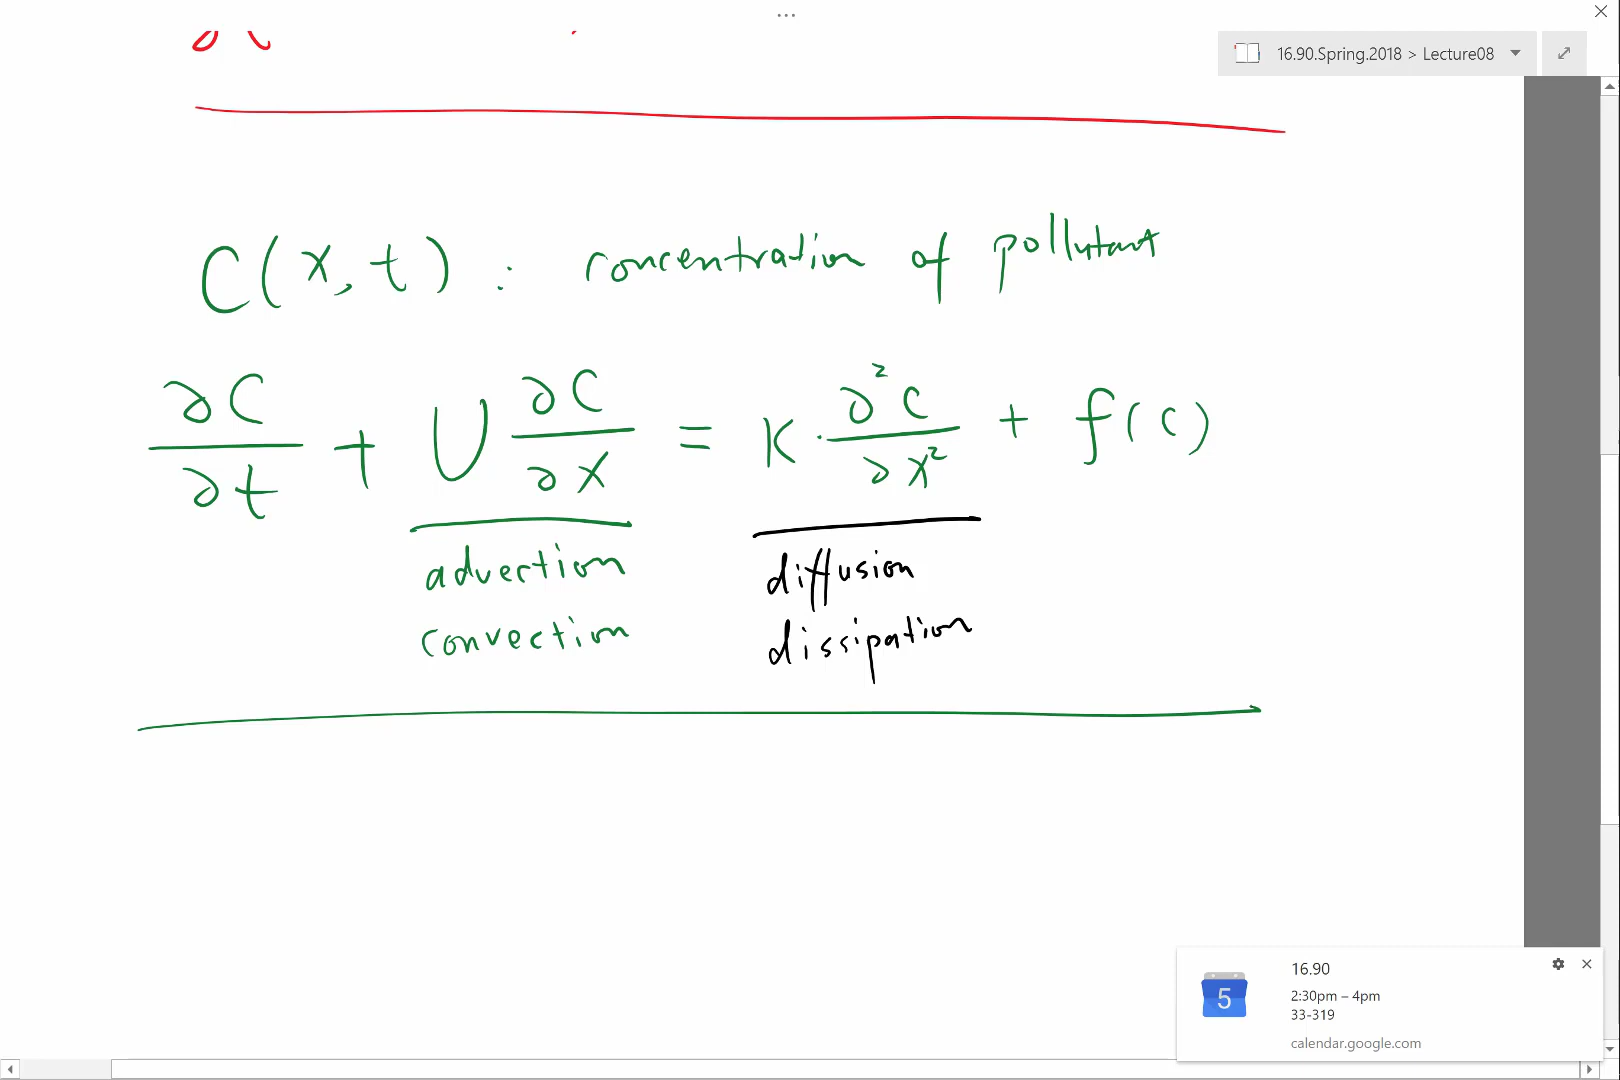 16.90.Spring.2018 > Lecture08
C(x,t) : concentration of pollutant
∂C/∂t + U ∂C/∂x = K · ∂²C/∂x² + f(C)
advection diffusion
convection dissipation
16.90
5
2:30pm – 4pm
33-319
calendar.google.com